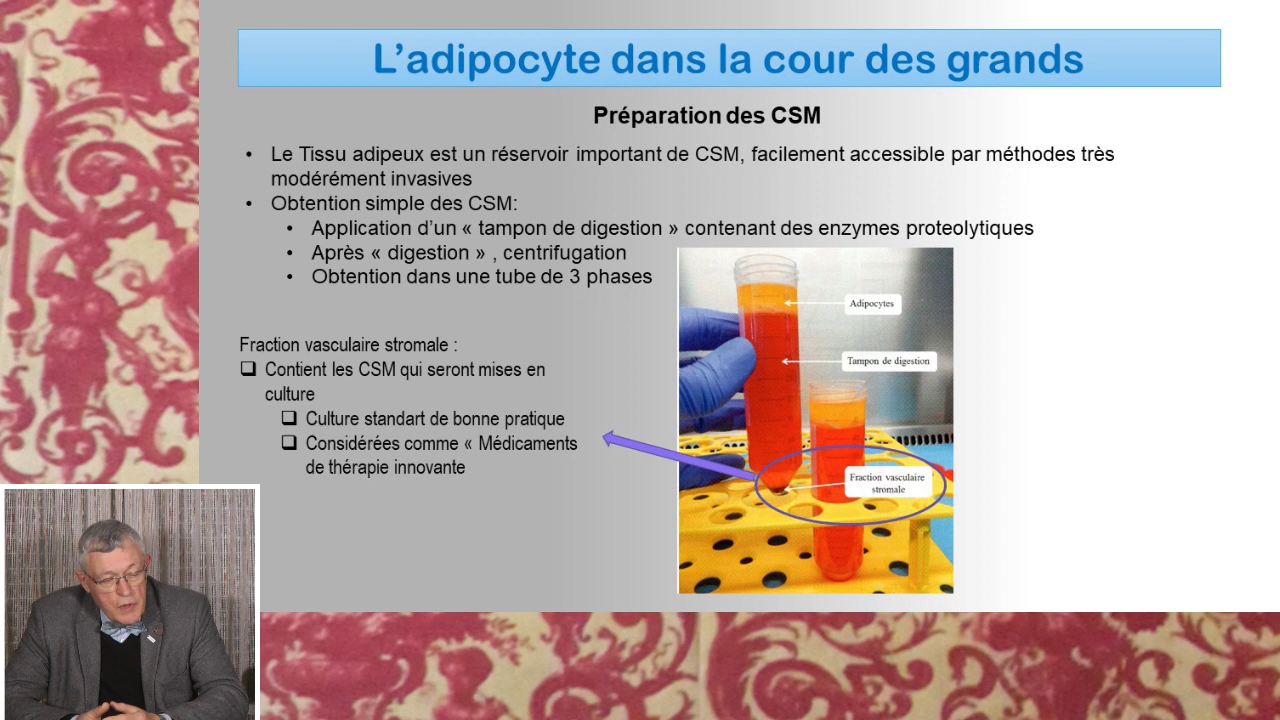 L’adipocyte dans la cour des grands
Préparation des CSM
• Le Tissu adipeux est un réservoir important de CSM, facilement accessible par méthodes très
modérément invasives
• Obtention simple des CSM:
• Application d’un « tampon de digestion » contenant des enzymes proteolytiques
• Après « digestion » , centrifugation
• Obtention dans une tube de 3 phases
Adipocytes
Tampon de digestion
Fraction vasculaire
stromale
Fraction vasculaire stromale :
❑ Contient les CSM qui seront mises en
culture
❑ Culture standart de bonne pratique
❑ Considérées comme « Médicaments
de thérapie innovante